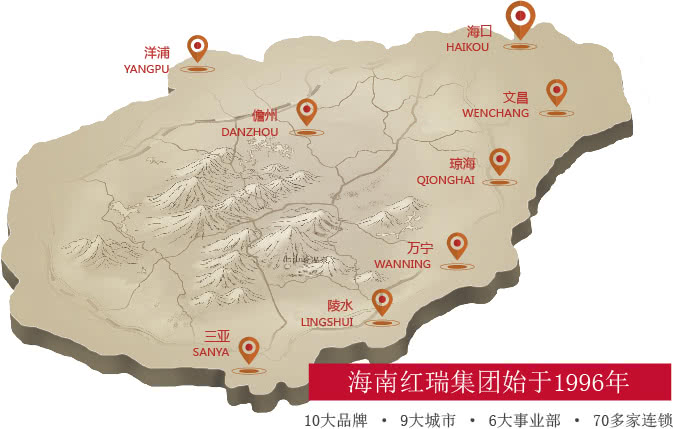 海口
HAIKOU
洋浦
YANGPU
文昌
WENCHANG
儋州
DANZHOU
琼海
QIONGHAI
万宁
WANNING
陵水
LINGSHUI
三亚
SANYA
海南红瑞集团始于1996年
10大品牌 • 9大城市 • 6大事业部 • 70多家连锁